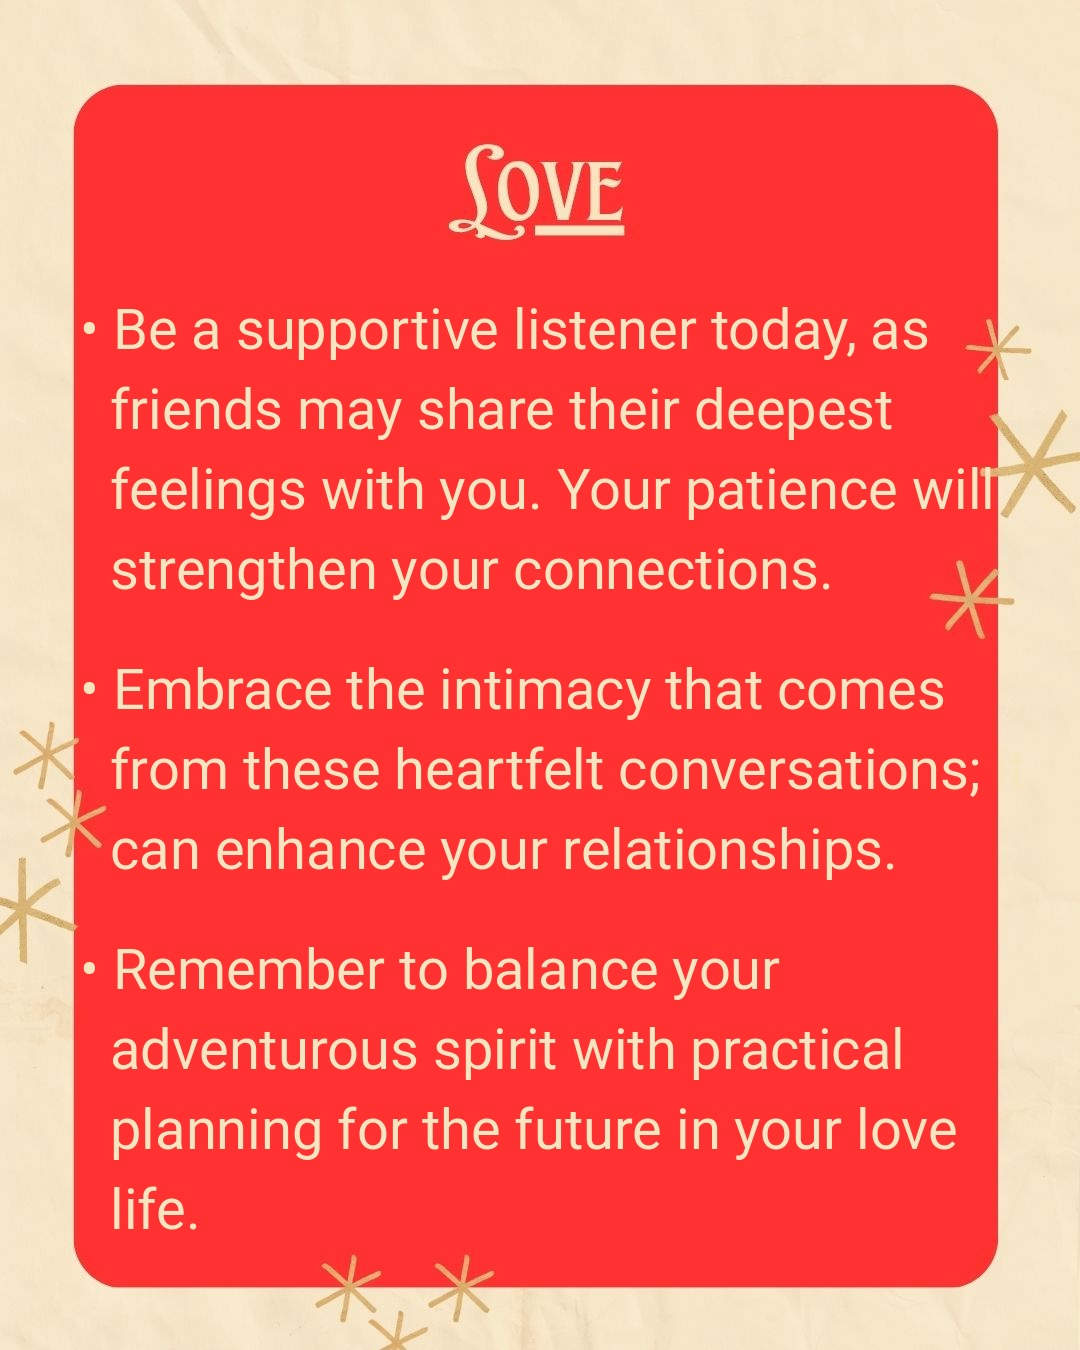 Love
• Be a supportive listener today, as
friends may share their deepest
feelings with you. Your patience will
strengthen your connections.
• Embrace the intimacy that comes
from these heartfelt conversations;
can enhance your relationships.
• Remember to balance your
adventurous spirit with practical
planning for the future in your love
life.